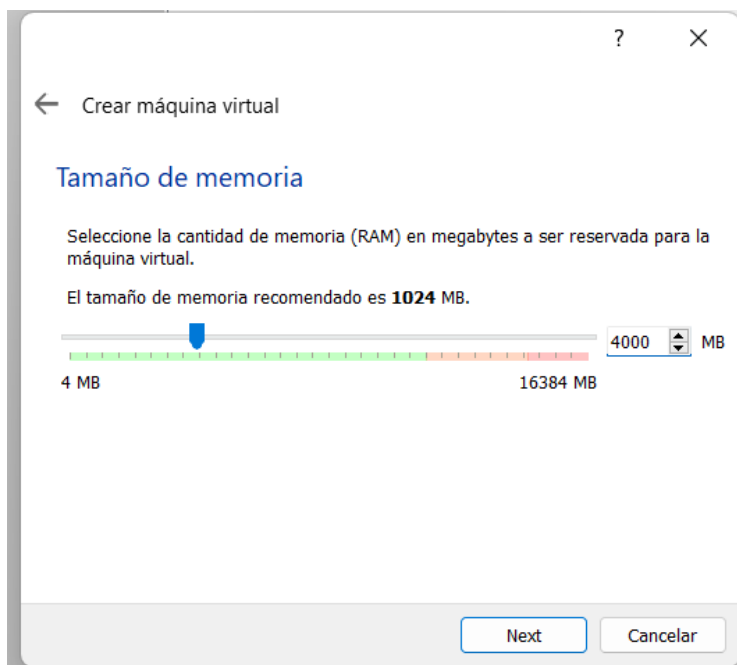 ?
Crear máquina virtual
Tamaño de memoria
Seleccione la cantidad de memoria (RAM) en megabytes a ser reservada para la
máquina virtual.
El tamaño de memoria recomendado es 1024 MB.
4000 MB
4 MB 16384 MB
Next Cancelar